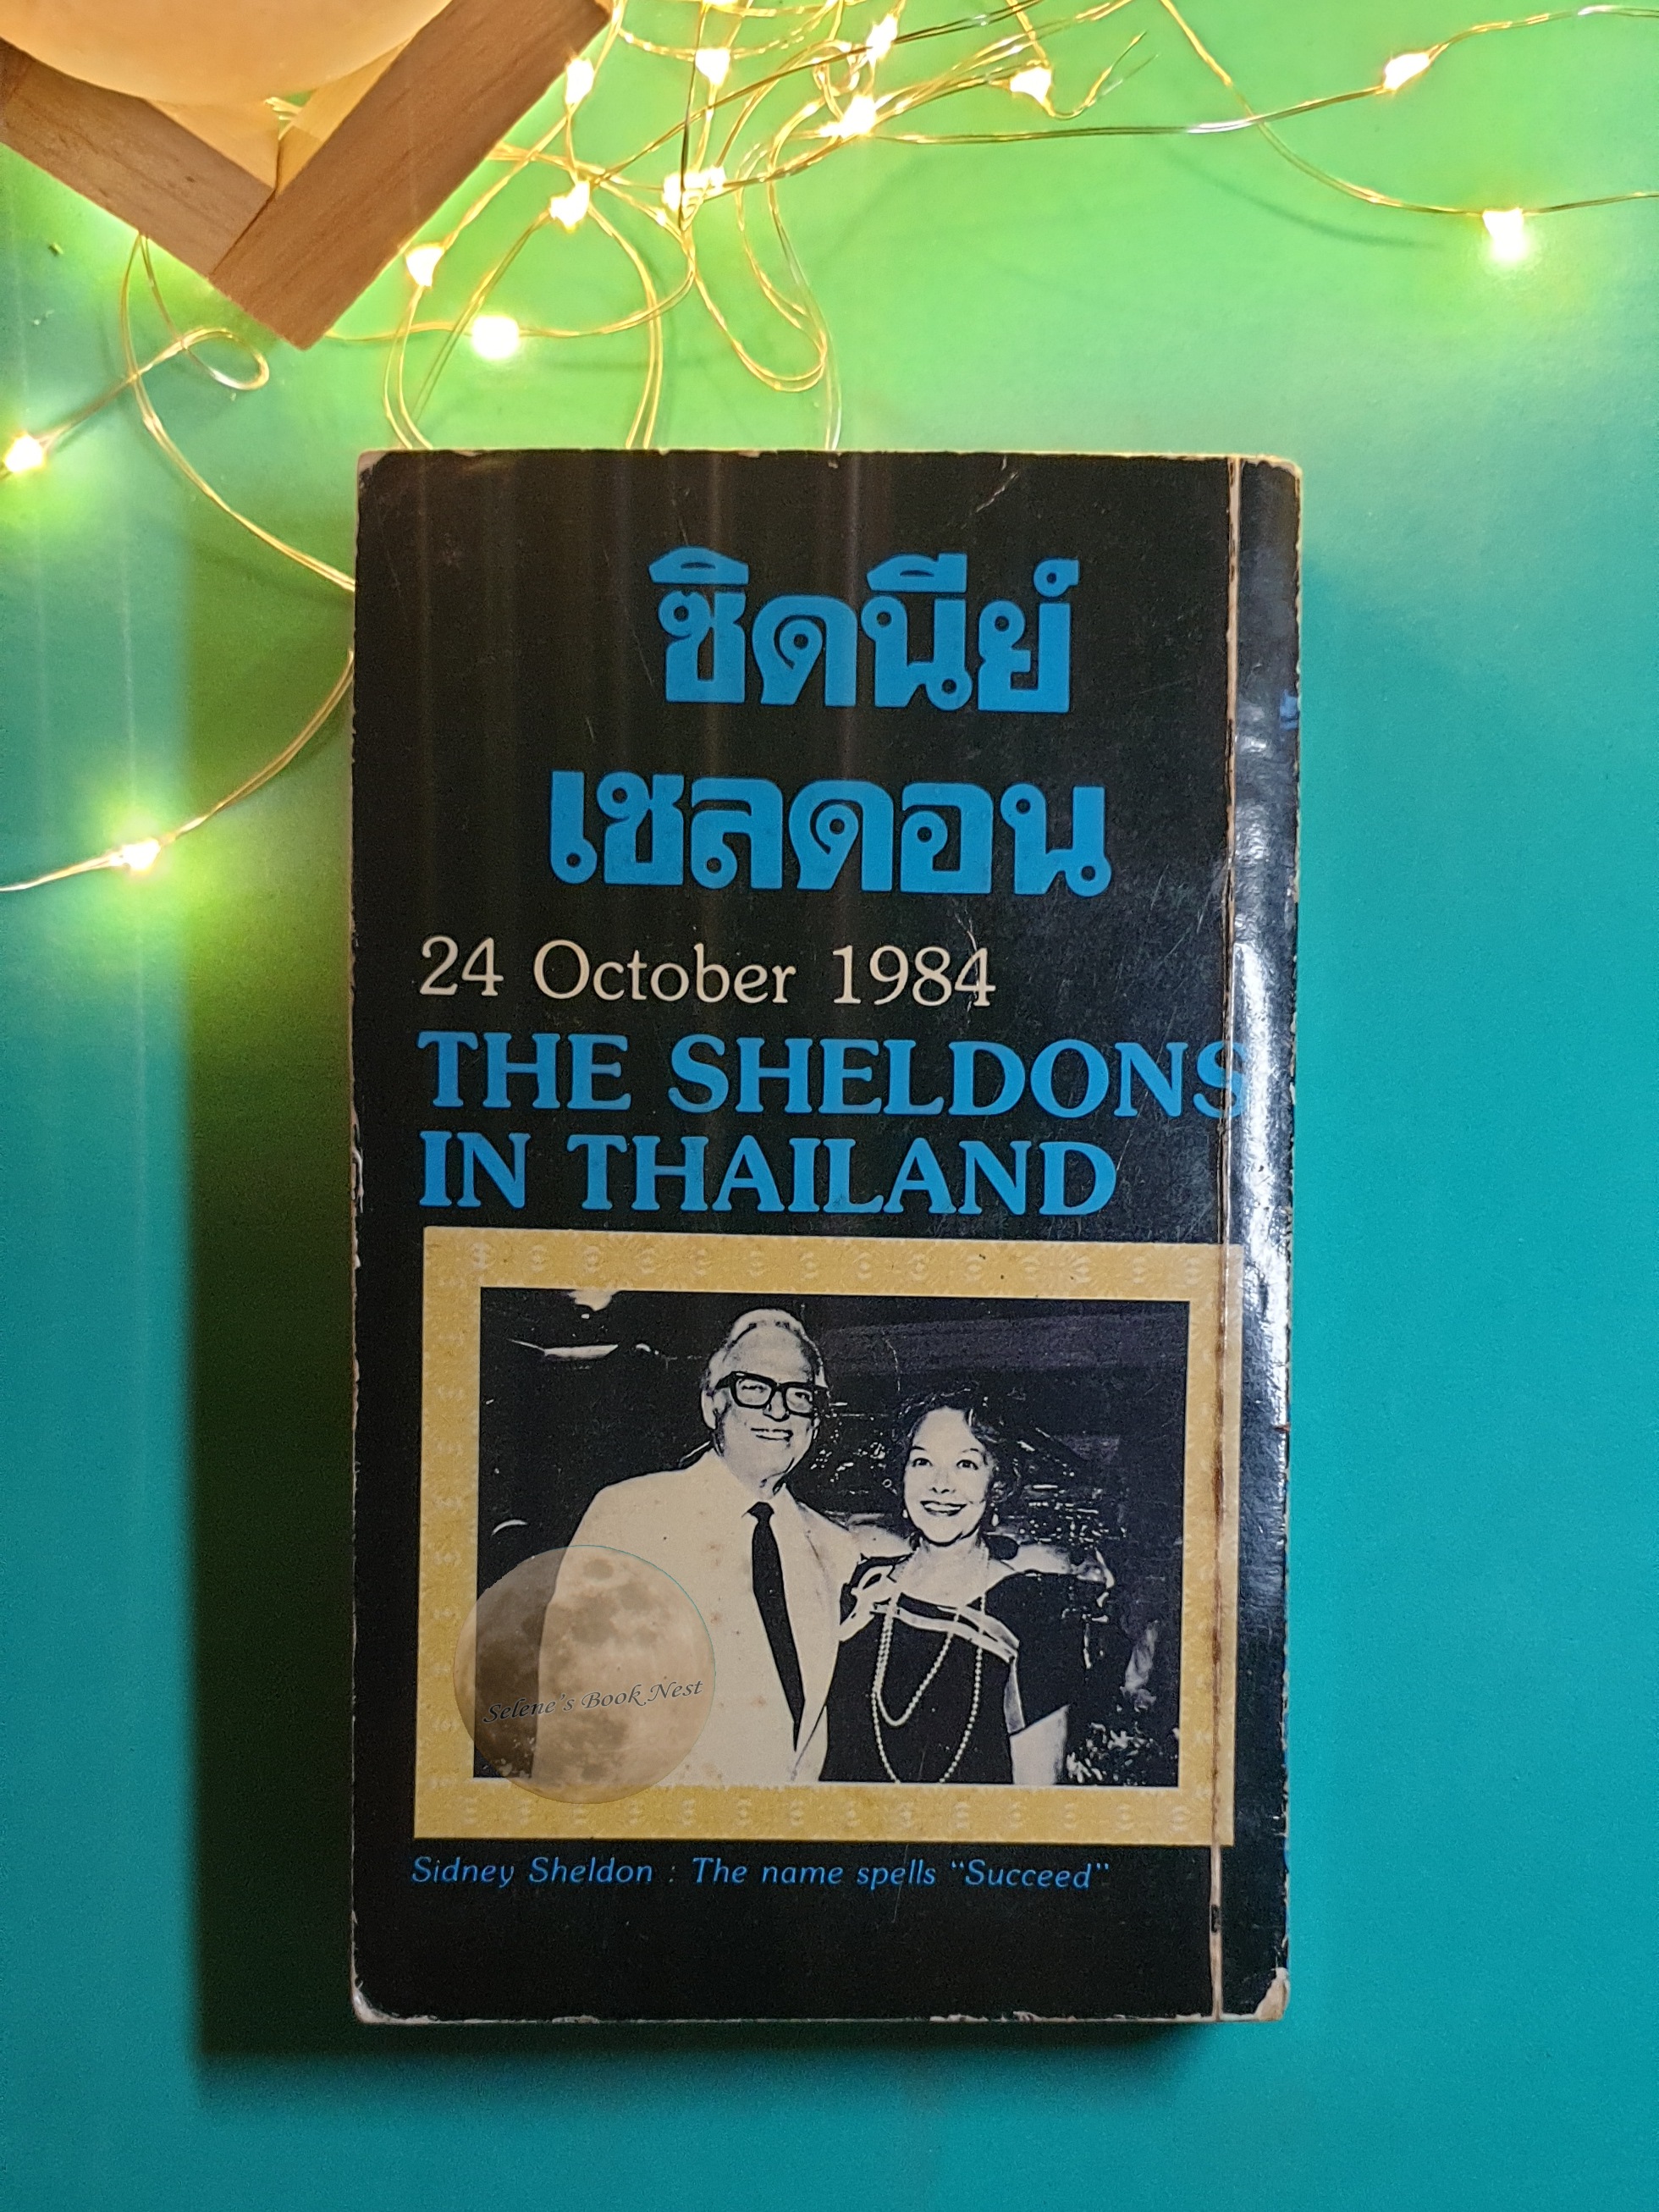 ซิดนีย์
เชลดอน
24 October 1984
THE SHELDONS
IN THAILAND
Selene's Book Nest
Sidney Sheldon : The name spells "Succeed"